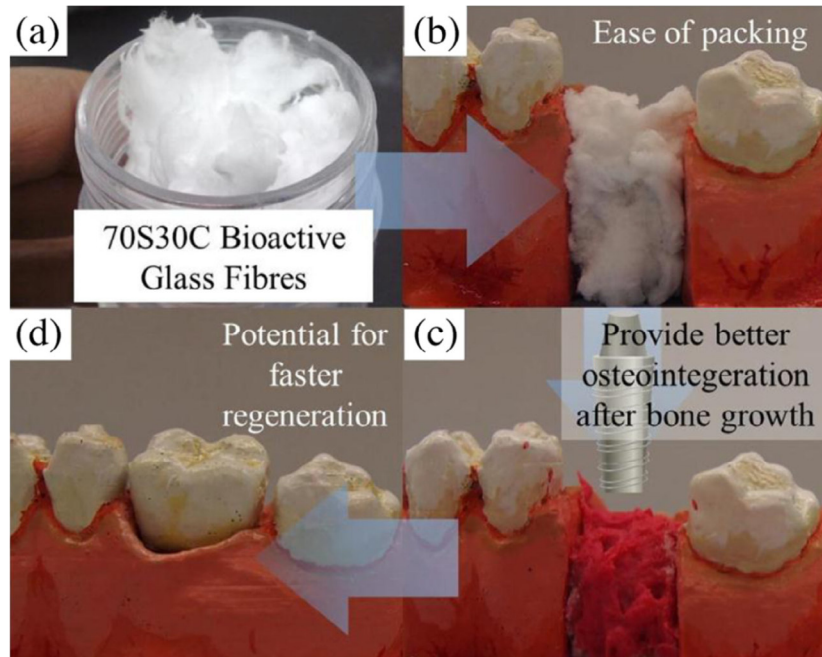 (a)
70S30C Bioactive
Glass Fibres
(b)
Ease of packing
(d)
Potential for
faster
regeneration
(c)
Provide better
osteointegeration
after bone growth